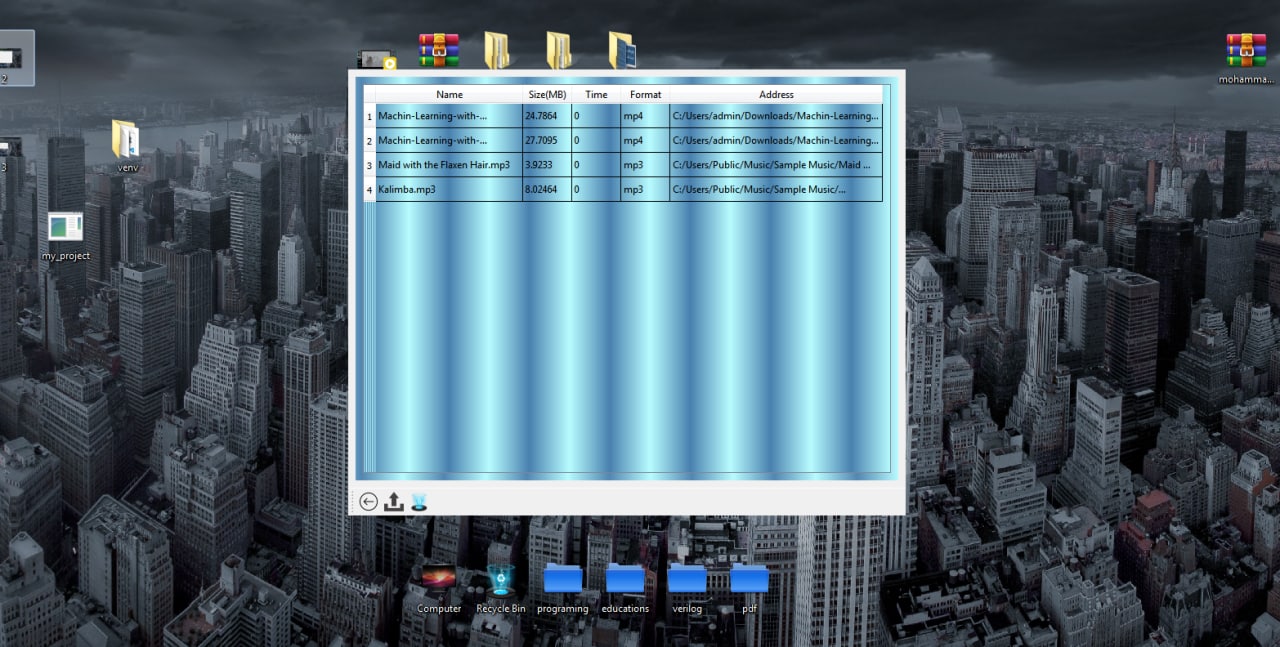 2
mohamma...
Name Size(MB) Time Format Address
1 Machin-Learning-with-... 24.7864 0 mp4 C:/Users/admin/Downloads/Machin-Learning...
2 Machin-Learning-with-... 27.7095 0 mp4 C:/Users/admin/Downloads/Machin-Learning...
3 Maid with the Flaxen Hair.mp3 3.9233 0 mp3 C:/Users/Public/Music/Sample Music/Maid ...
4 Kalimba.mp3 8.02464 0 mp3 C:/Users/Public/Music/Sample Music/...
3
venv
my_project
Computer Recycle Bin programing educations verilog pdf